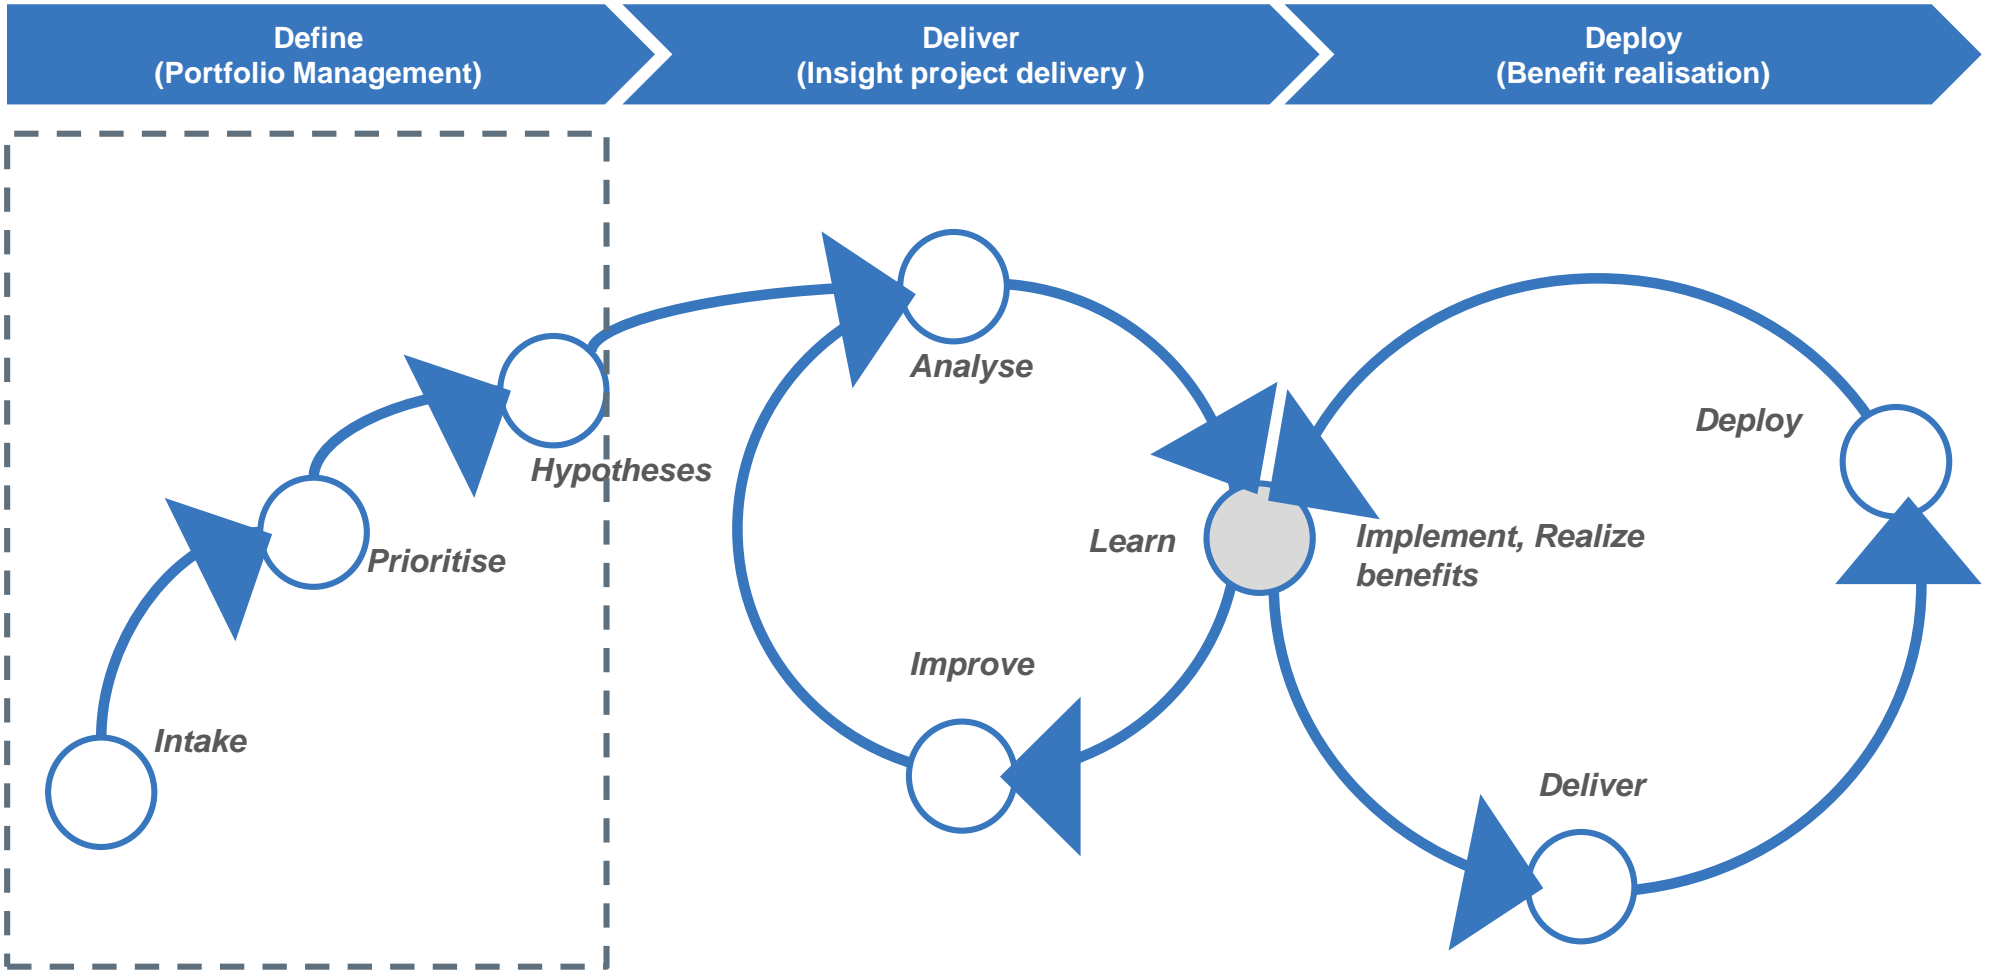 Define
(Portfolio Management)
Deliver
(Insight project delivery )
Deploy
(Benefit realisation)
Analyse
Deploy
Hypotheses
Learn
Implement, Realize
benefits
Prioritise
Improve
Intake
Deliver